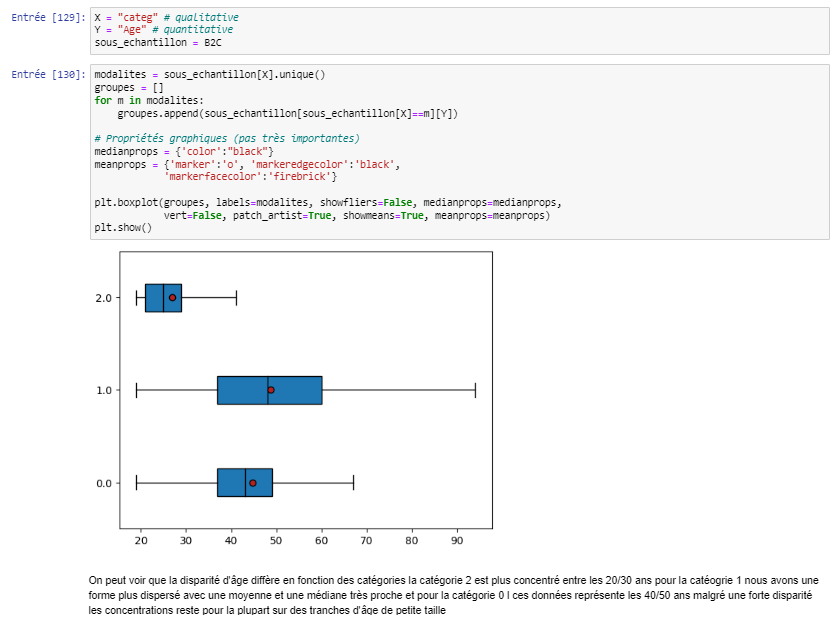 Entrée [129]: X = "categ" # qualitative
Y = "Age" # quantitative
sous_echantillon = B2C
Entrée [130]: modalites = sous_echantillon[X].unique()
groupes = []
for m in modalites:
    groupes.append(sous_echantillon[sous_echantillon[X]==m][Y])
# Propriétés graphiques (pas très importantes)
medianprops = {'color':"black"}
meanprops = {'marker':'o', 'markeredgecolor':'black',
            'markerfacecolor':'firebrick'}
plt.boxplot(groupes, labels=modalites, showfliers=False, medianprops=medianprops,
            vert=False, patch_artist=True, showmeans=True, meanprops=meanprops)
plt.show()
2.0
1.0
0.0
20 30 40 50 60 70 80 90
On peut voir que la disparité d'âge diffère en fonction des catégories la catégorie 2 est plus concentré entre les 20/30 ans pour la catéogrie 1 nous avons une
forme plus dispersé avec une moyenne et une médiane très proche et pour la catégorie 0 l ces données représente les 40/50 ans malgré une forte disparité
les concentrations reste pour la plupart sur des tranches d'âge de petite taille